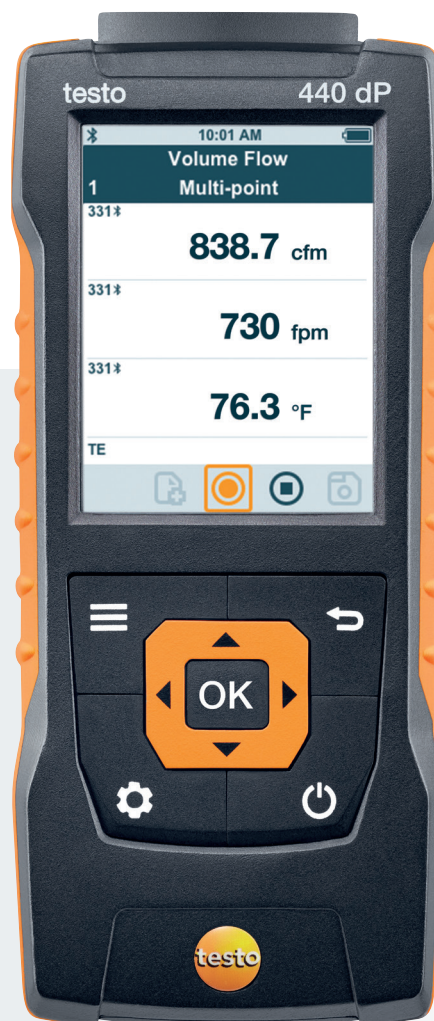 testo 440 dP
10:01 AM
Volume Flow
1 Multi-point
331
838.7 cfm
331
730 fpm
331
76.3 °F
TE
OK
testo